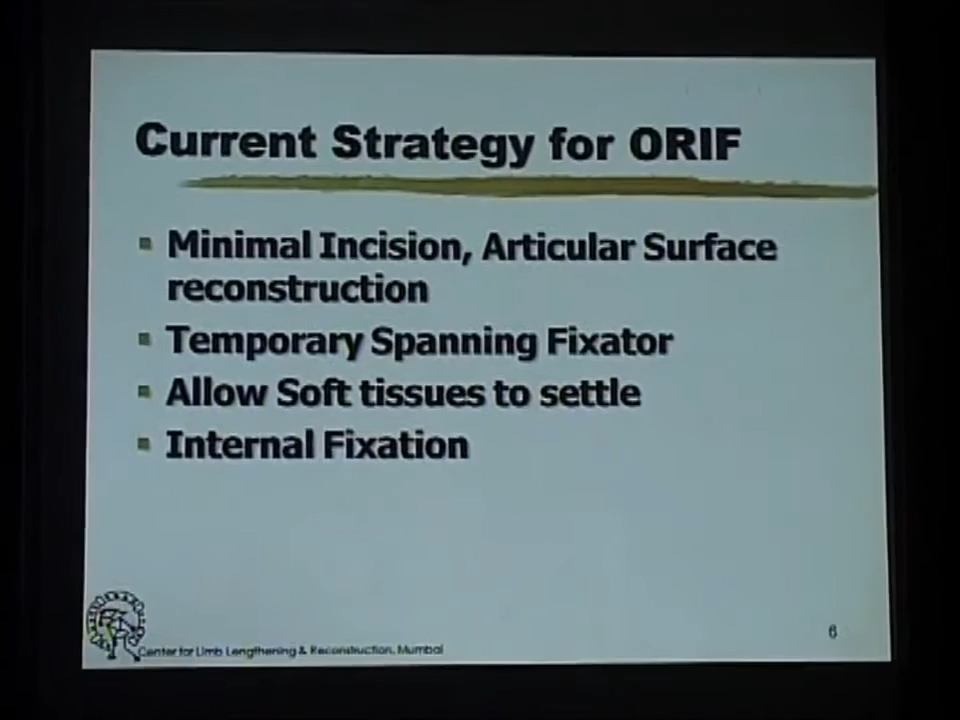 Current Strategy for ORIF
Minimal Incision, Articular Surface
reconstruction
Temporary Spanning Fixator
Allow Soft tissues to settle
Internal Fixation
Center for Limb Lengthening & Reconstruction, Mumbai
6